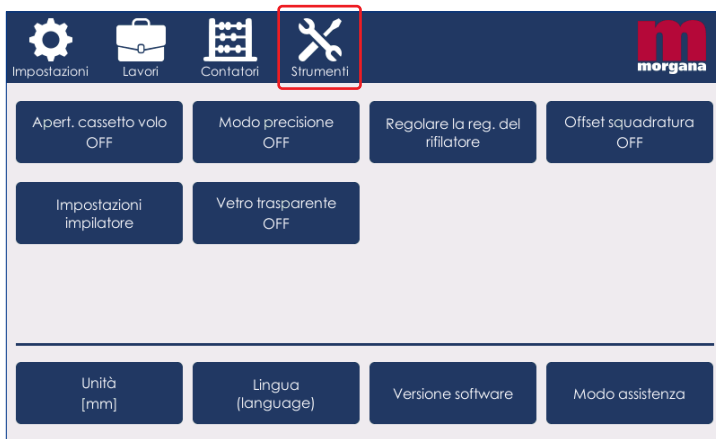 Impostazioni
Lavori
Contatori
Strumenti
morgana
Apert. cassetto volo
OFF
Modo precisione
OFF
Regolare la reg. del
rifilatore
Offset squadratura
OFF
Impostazioni
impilatore
Vetro trasparente
OFF
Unità
[mm]
Lingua
(language)
Versione software
Modo assistenza